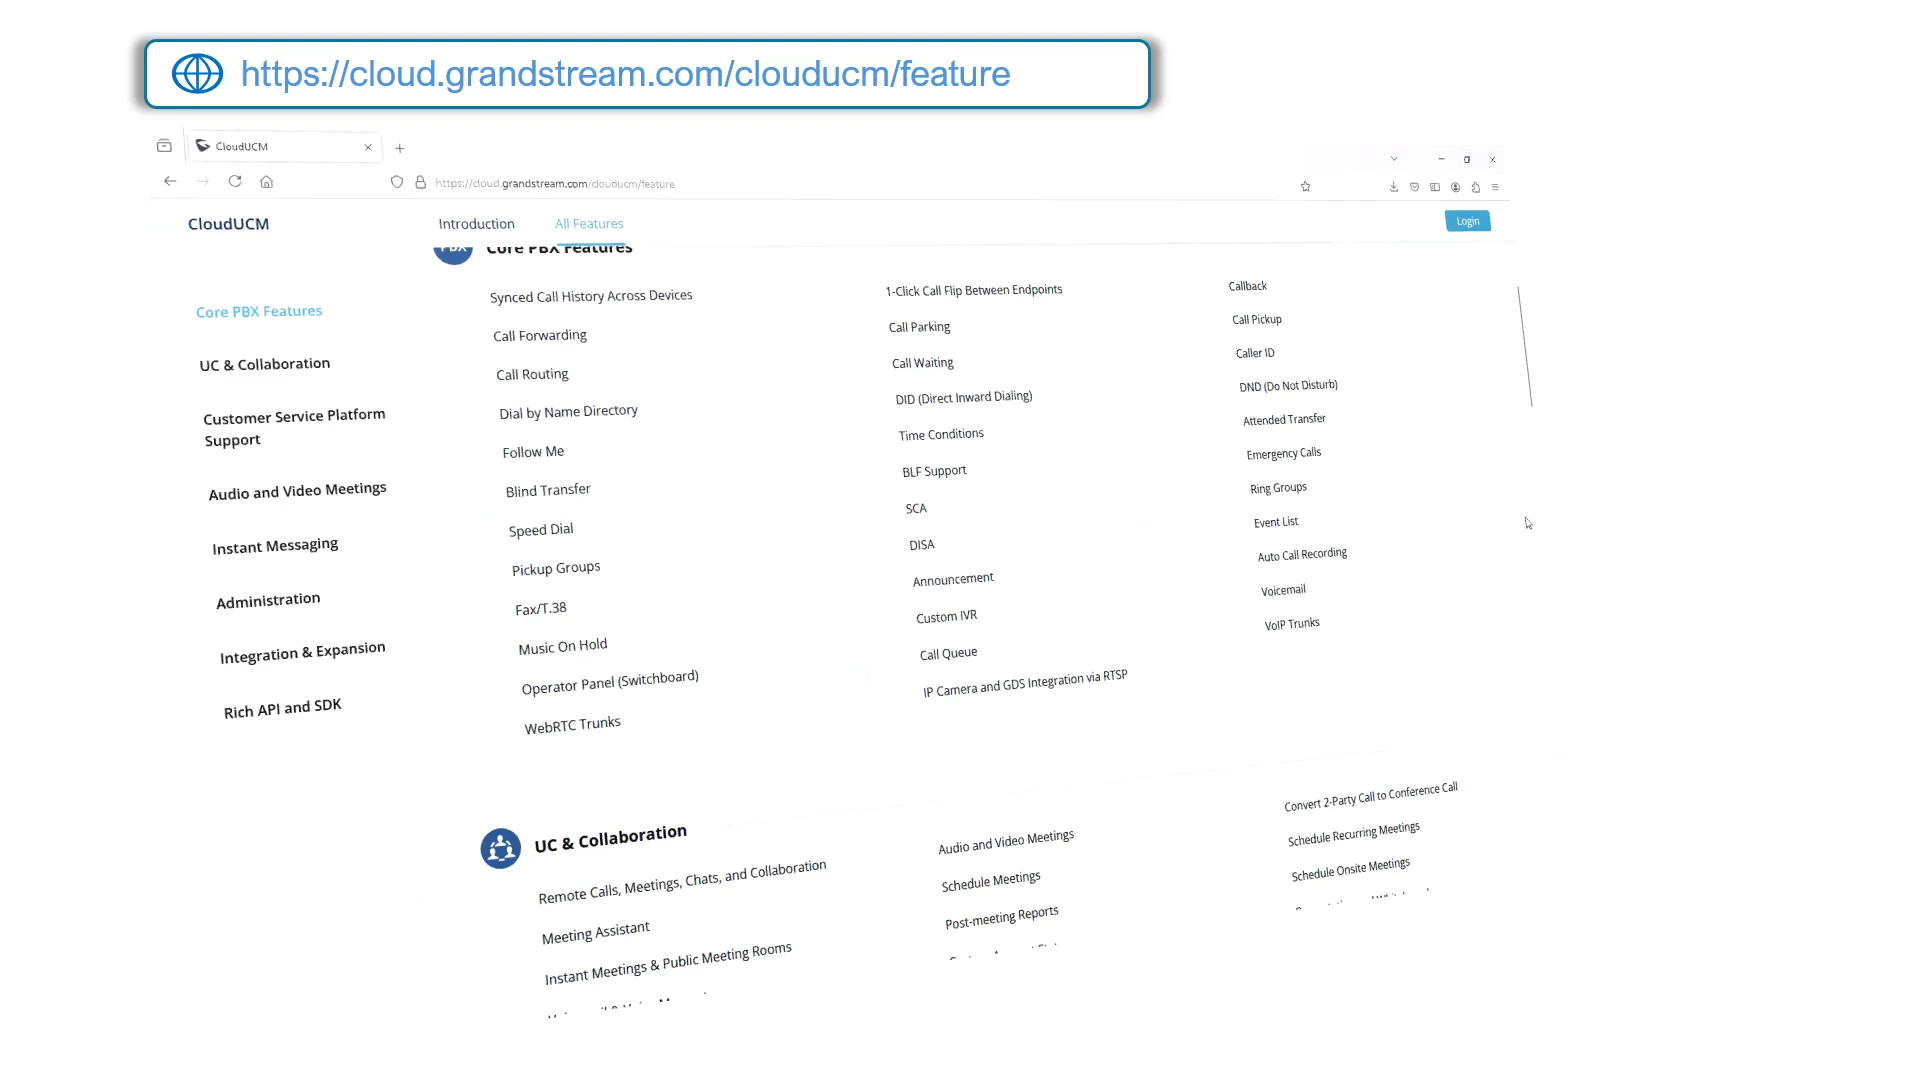 https://cloud.grandstream.com/clouducm/feature
CloudUCM
https://cloud.grandstream.com/clouducm/feature
CloudUCM
Introduction
All Features
Login
Core PBX Features
UC & Collaboration
Customer Service Platform
Support
Audio and Video Meetings
Instant Messaging
Administration
Integration & Expansion
Rich API and SDK
PBX
Core PBX Features
Synced Call History Across Devices
Call Forwarding
Call Routing
Dial by Name Directory
Follow Me
Blind Transfer
Speed Dial
Pickup Groups
Fax/T.38
Music On Hold
Operator Panel (Switchboard)
WebRTC Trunks
1-Click Call Flip Between Endpoints
Call Parking
Call Waiting
DID (Direct Inward Dialing)
Time Conditions
BLF Support
SCA
DISA
Announcement
Custom IVR
Call Queue
IP Camera and GDS Integration via RTSP
Callback
Call Pickup
Caller ID
DND (Do Not Disturb)
Attended Transfer
Emergency Calls
Ring Groups
Event List
Auto Call Recording
Voicemail
VoIP Trunks
UC & Collaboration
Remote Calls, Meetings, Chats, and Collaboration
Meeting Assistant
Instant Meetings & Public Meeting Rooms
Audio and Video Meetings
Schedule Meetings
Post-meeting Reports
Convert 2-Party Call to Conference Call
Schedule Recurring Meetings
Schedule Onsite Meetings